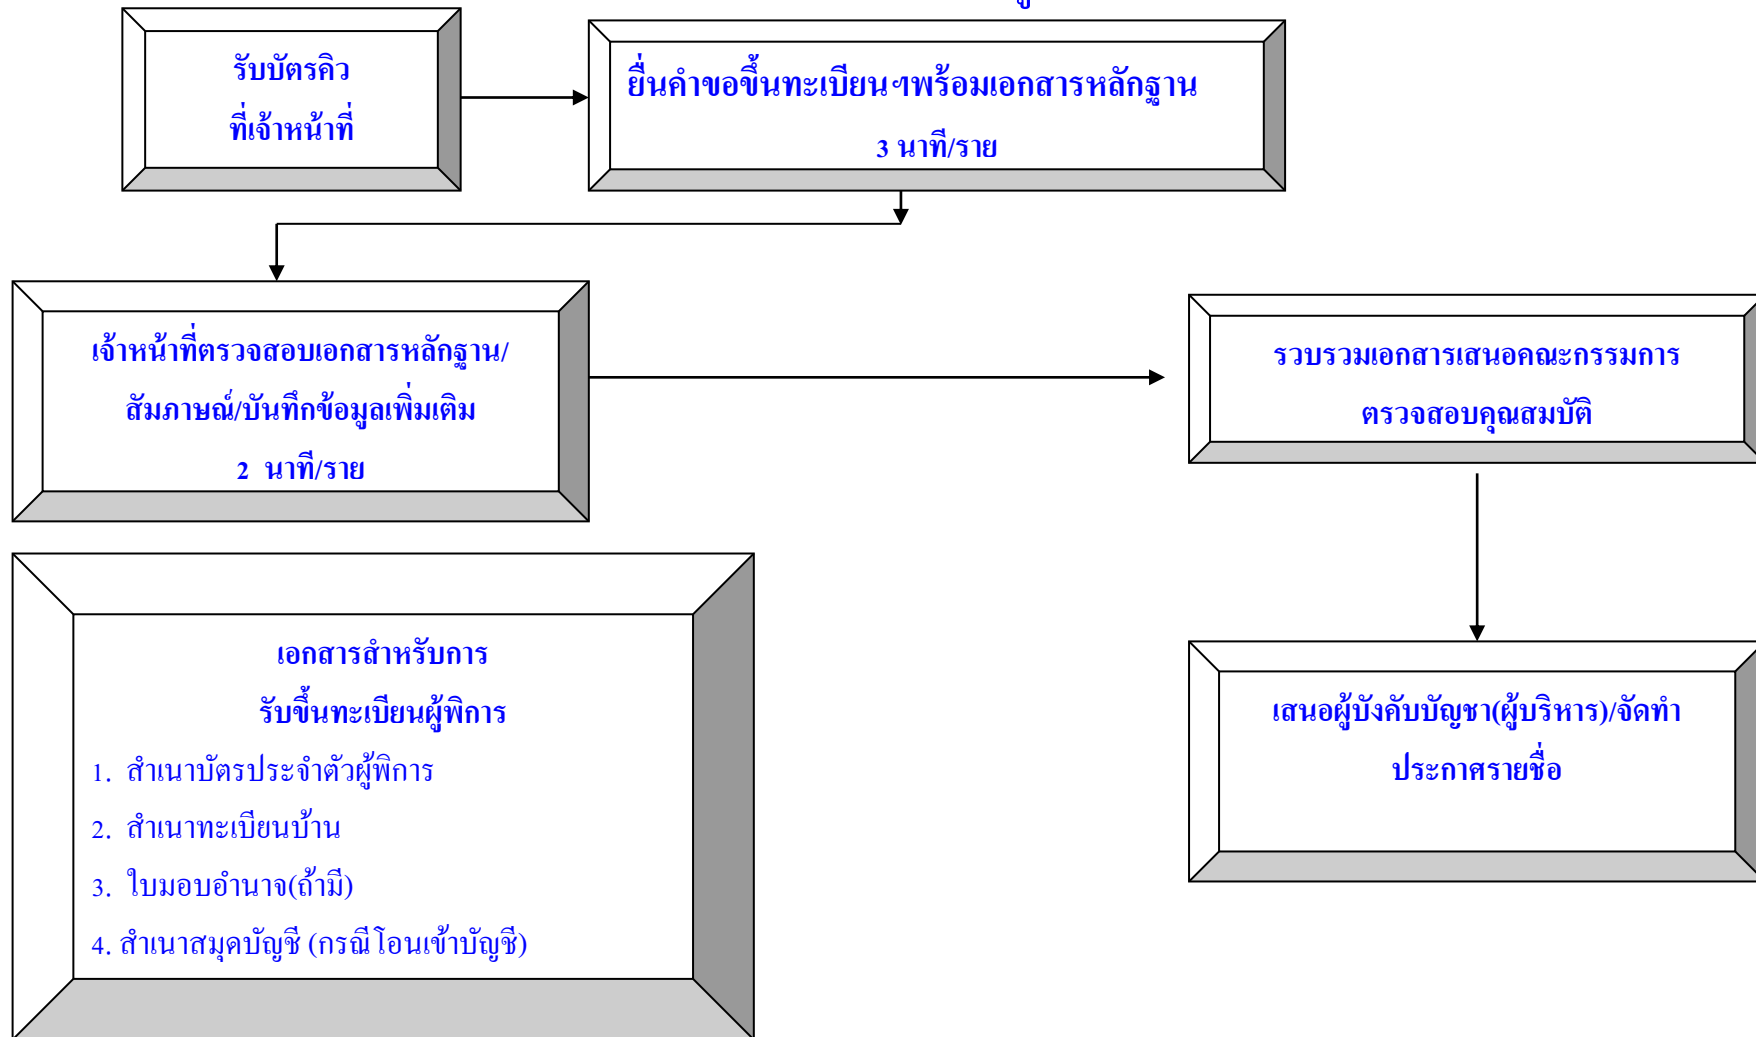 รับบัตรคิว
ที่เจ้าหน้าที่
ยื่นคำขอขึ้นทะเบียนฯพร้อมเอกสารหลักฐาน
3 นาที/ราย
เจ้าหน้าที่ตรวจสอบเอกสารหลักฐาน/
สัมภาษณ์/บันทึกข้อมูลเพิ่มเติม
2 นาที/ราย
รวบรวมเอกสารเสนอคณะกรรมการ
ตรวจสอบคุณสมบัติ
เอกสารสำหรับการ
รับขึ้นทะเบียนผู้พิการ
1. สำเนาบัตรประจำตัวผู้พิการ
2. สำเนาทะเบียนบ้าน
3. ใบมอบอำนาจ(ถ้ามี)
4. สำเนาสมุดบัญชี (กรณีโอนเข้าบัญชี)
เสนอผู้บังคับบัญชา(ผู้บริหาร)/จัดทำ
ประกาศรายชื่อ